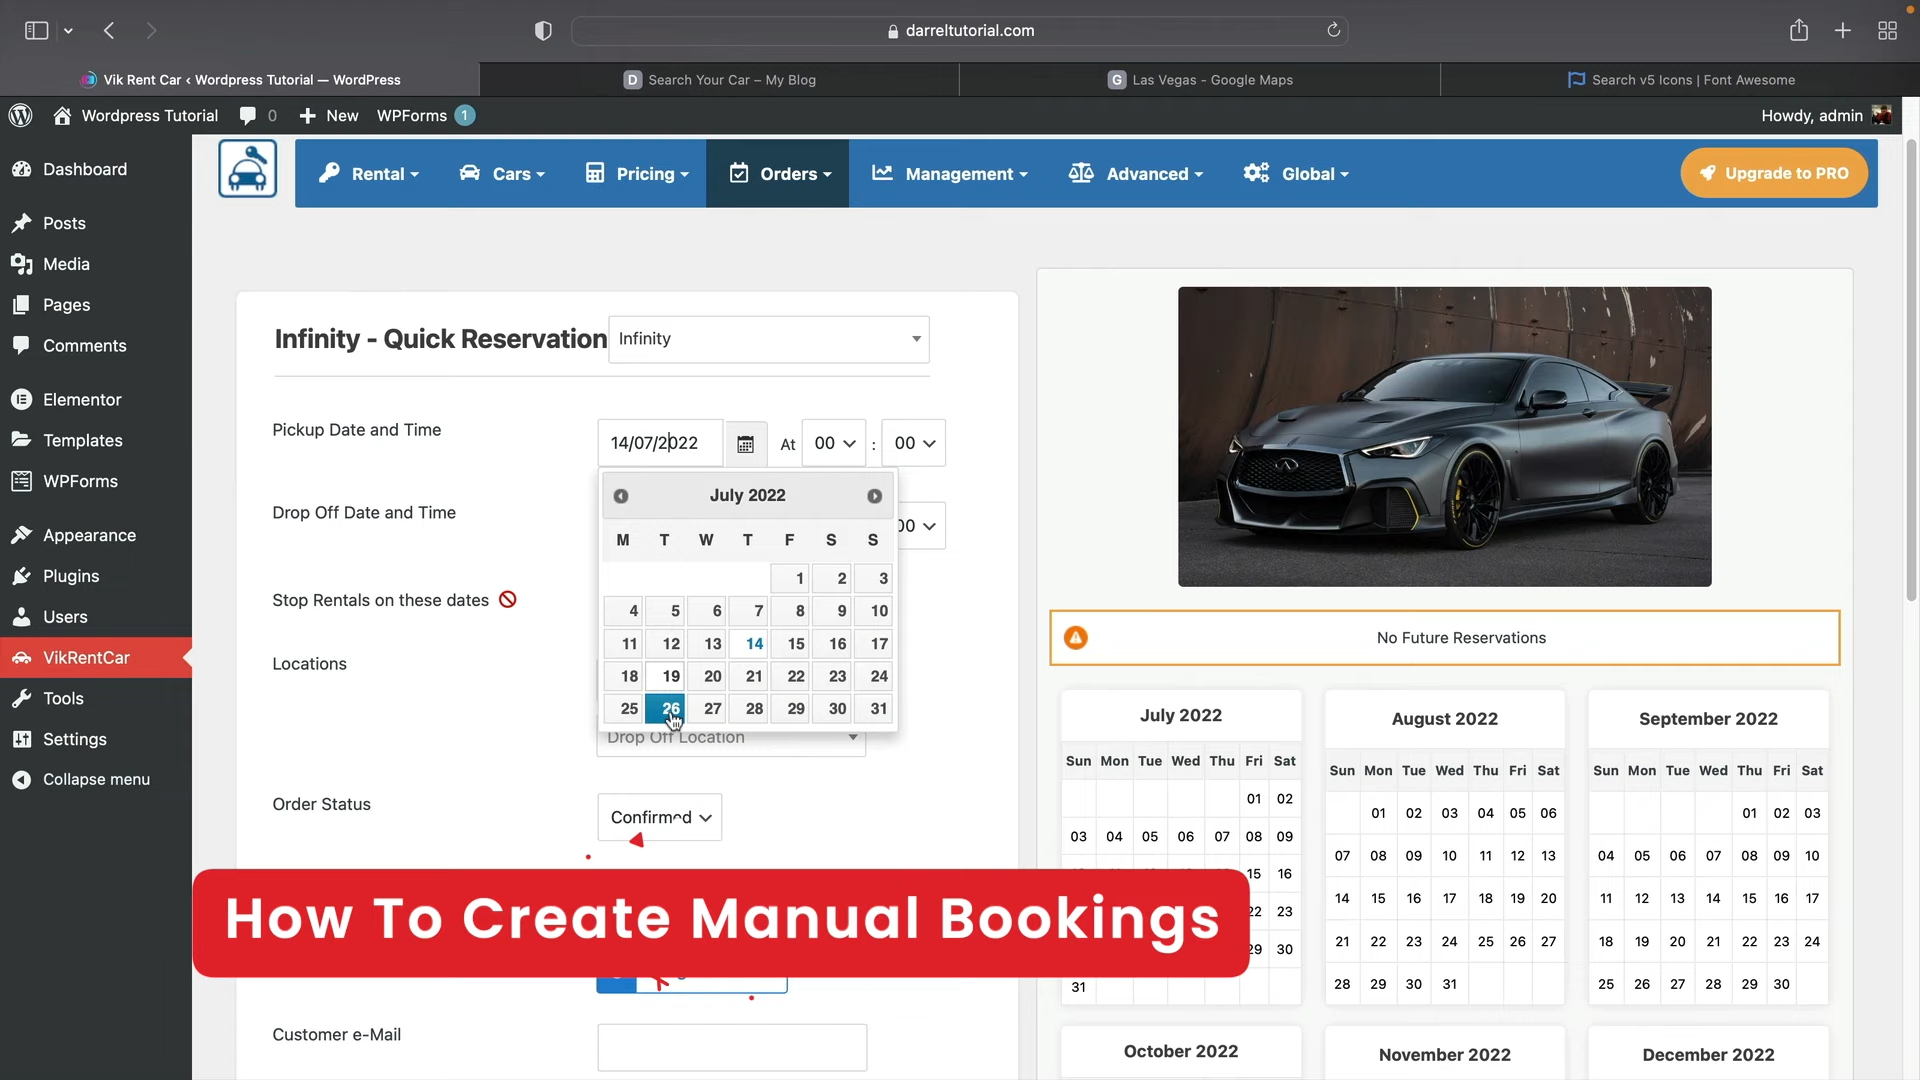 darreltutorial.com
Vik Rent Car ‹ Wordpress Tutorial — WordPress
D Search Your Car – My Blog
G Las Vegas - Google Maps
Search v5 Icons | Font Awesome
Wordpress Tutorial 0 New WPForms 1
Howdy, admin
Dashboard
Posts
Media
Pages
Comments
Elementor
Templates
WPForms
Appearance
Plugins
Users
VikRentCar
Tools
Settings
Collapse menu
Rental Cars Pricing Orders Management Advanced Global
Upgrade to PRO
Infinity - Quick Reservation Infinity
Pickup Date and Time 14/07/2022 At 00 : 00
July 2022
M T W T F S S
1 2 3
4 5 6 7 8 9 10
11 12 13 14 15 16 17
18 19 20 21 22 23 24
25 26 27 28 29 30 31
Drop Off Date and Time 00
Stop Rentals on these dates
Locations
Drop Off Location
Order Status Confirmed
How To Create Manual Bookings
Customer e-Mail
No Future Reservations
July 2022
Sun Mon Tue Wed Thu Fri Sat
01 02
03 04 05 06 07 08 09
15 16
22 23
29 30
31
August 2022
Sun Mon Tue Wed Thu Fri Sat
01 02 03 04 05 06
07 08 09 10 11 12 13
14 15 16 17 18 19 20
21 22 23 24 25 26 27
28 29 30 31
September 2022
Sun Mon Tue Wed Thu Fri Sat
01 02 03
04 05 06 07 08 09 10
11 12 13 14 15 16 17
18 19 20 21 22 23 24
25 26 27 28 29 30
October 2022
November 2022
December 2022